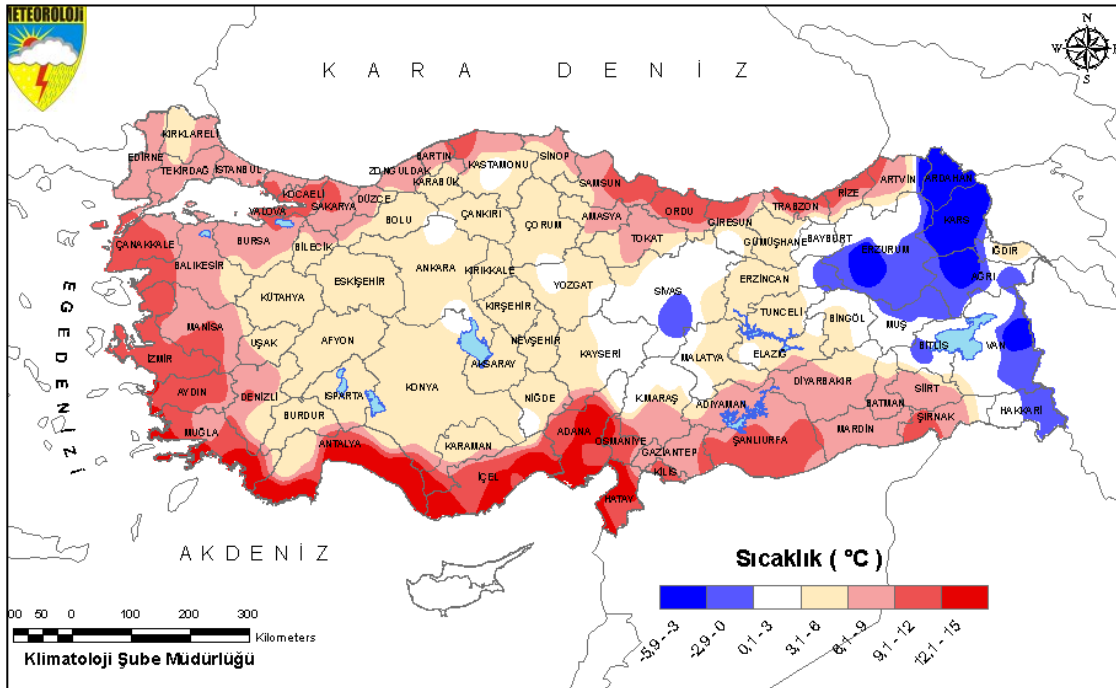 METEOROLOJİ
N
W E
S
KARA DENİZ
KIRKLARELİ
EDİRNE
TEKİRDAĞ
İSTANBUL
BARTIN
KASTAMONU
SİNOP
ZONGULDAK
KARABÜK
SAMSUN
ARTVİN
ARDAHAN
KOCAELİ
YALOVA
SAKARYA
DÜZCE
BOLU
ÇANKIRI
ÇORUM
AMASYA
ORDU
GİRESUN
TRABZON
RİZE
KARS
ÇANAKKALE
BURSA
BİLECİK
TOKAT
GÜMÜŞHANE
BAYBURT
ERZURUM
IĞDIR
BALIKESİR
ESKİŞEHİR
ANKARA
KIRIKKALE
YOZGAT
SİVAS
ERZİNCAN
AĞRI
KÜTAHYA
KIRŞEHİR
TUNCELİ
BİNGÖL
MUŞ
MANİSA
UŞAK
AFYON
NEVŞEHİR
KAYSERİ
MALATYA
ELAZIĞ
BİTLİS
VAN
EGE DENİZİ
İZMİR
AYDIN
DENİZLİ
ISPARTA
KONYA
AKSARAY
NİĞDE
K.MARAŞ
ADIYAMAN
DİYARBAKIR
BATMAN
SİİRT
ŞIRNAK
HAKKARİ
BURDUR
MUĞLA
ANTALYA
KARAMAN
ADANA
OSMANİYE
GAZİANTEP
ŞANLIURFA
MARDİN
İÇEL
KİLİS
HATAY
AKDENİZ
Sıcaklık ( °C )
-5,9 - -3
-2,9 - 0
0,1 - 3
3,1 - 6
6,1 - 9
9,1 - 12
12,1 - 15
00 50 0 100 200 300
Kilometers
Klimatoloji Şube Müdürlüğü